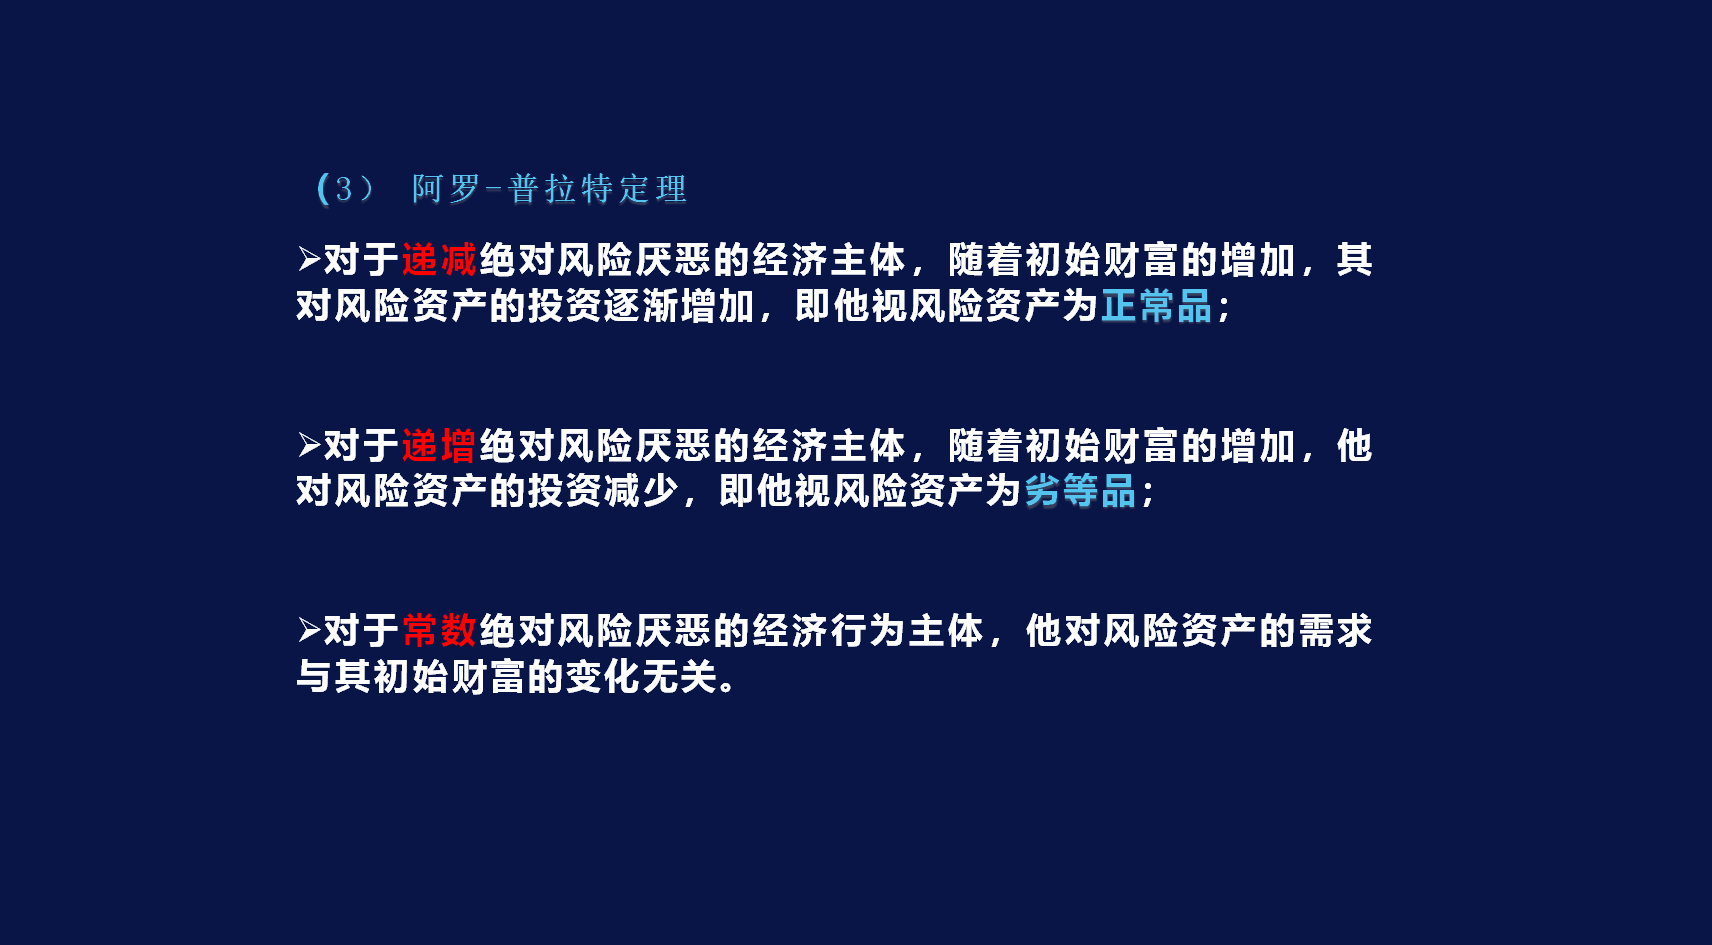 （3） 阿罗-普拉特定理
➢对于递减绝对风险厌恶的经济主体，随着初始财富的增加，其
对风险资产的投资逐渐增加，即他视风险资产为正常品；
➢对于递增绝对风险厌恶的经济主体，随着初始财富的增加，他
对风险资产的投资减少，即他视风险资产为劣等品；
➢对于常数绝对风险厌恶的经济行为主体，他对风险资产的需求
与其初始财富的变化无关。